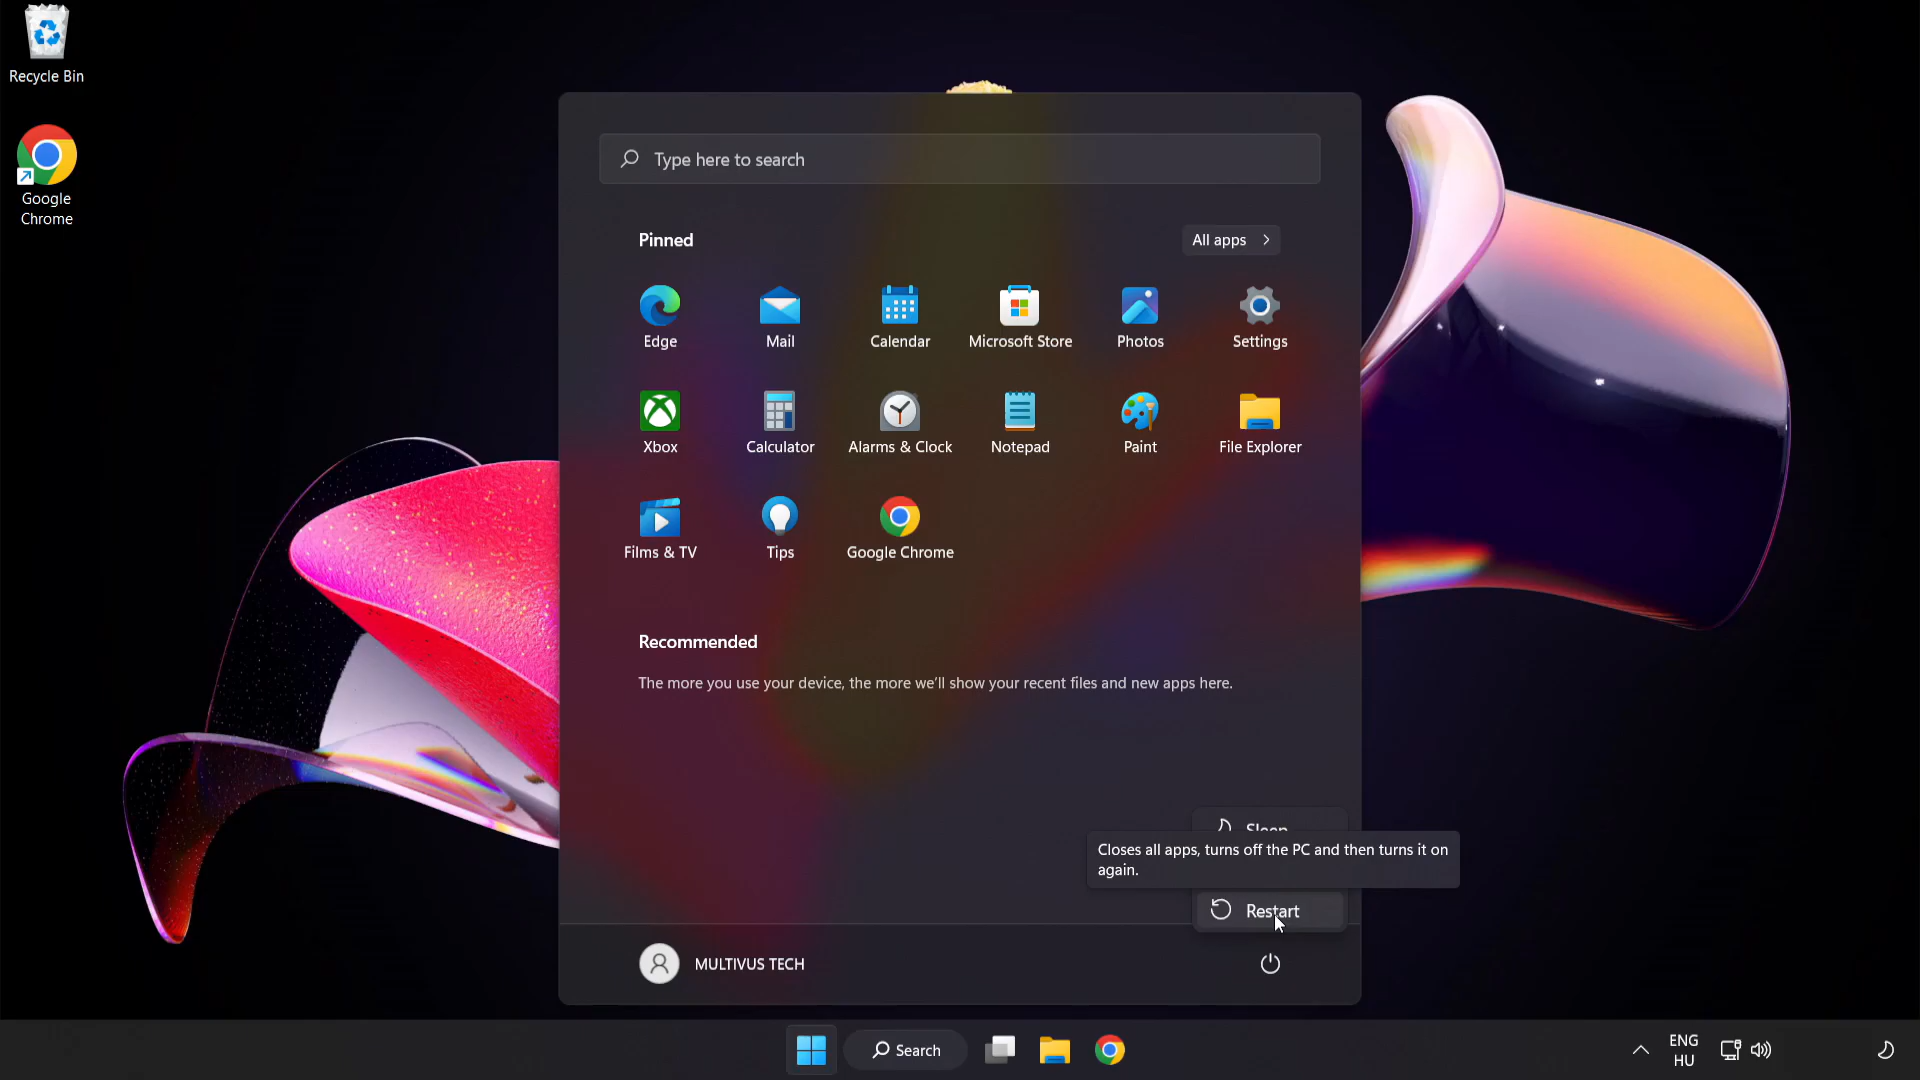 Recycle Bin
Google
Chrome
Type here to search
Pinned
All apps
Edge
Mail
Calendar
Microsoft Store
Photos
Settings
Xbox
Calculator
Alarms & Clock
Notepad
Paint
File Explorer
Films & TV
Tips
Google Chrome
Recommended
The more you use your device, the more we'll show your recent files and new apps here.
Sleep
Closes all apps, turns off the PC and then turns it on
again.
Restart
MULTIVUS TECH
Search
ENG
HU